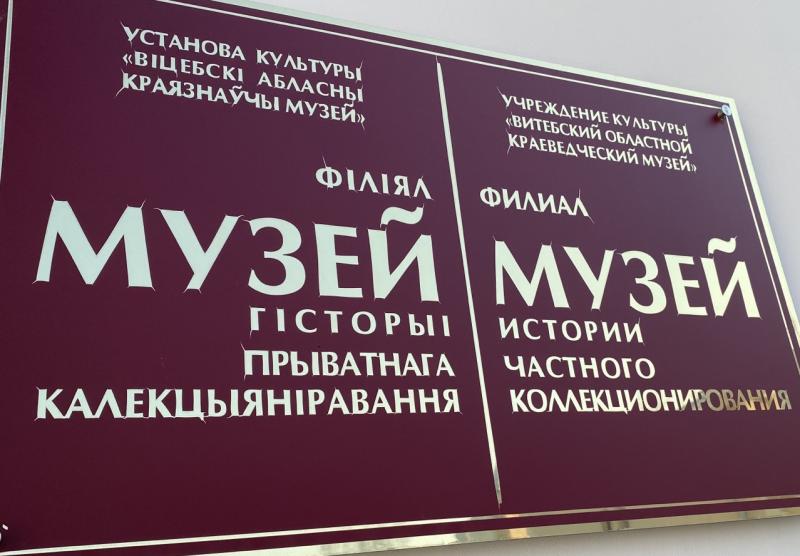 УСТАНОВА КУЛЬТУРЫ
«ВІЦЕБСКІ АБЛАСНЫ
КРАЯЗНАЎЧЫ МУЗЕЙ»
ФІЛІЯЛ
МУЗЕЙ
ГІСТОРЫІ
ПРЫВАТНАГА
КАЛЕКЦЫЯНІРАВАННЯ
УЧРЕЖДЕНИЕ КУЛЬТУРЫ
«ВИТЕБСКИЙ ОБЛАСТНОЙ
КРАЕВЕДЧЕСКИЙ МУЗЕЙ»
ФИЛИАЛ
МУЗЕЙ
ИСТОРИИ
ЧАСТНОГО
КОЛЛЕКЦИОНИРОВАНИЯ